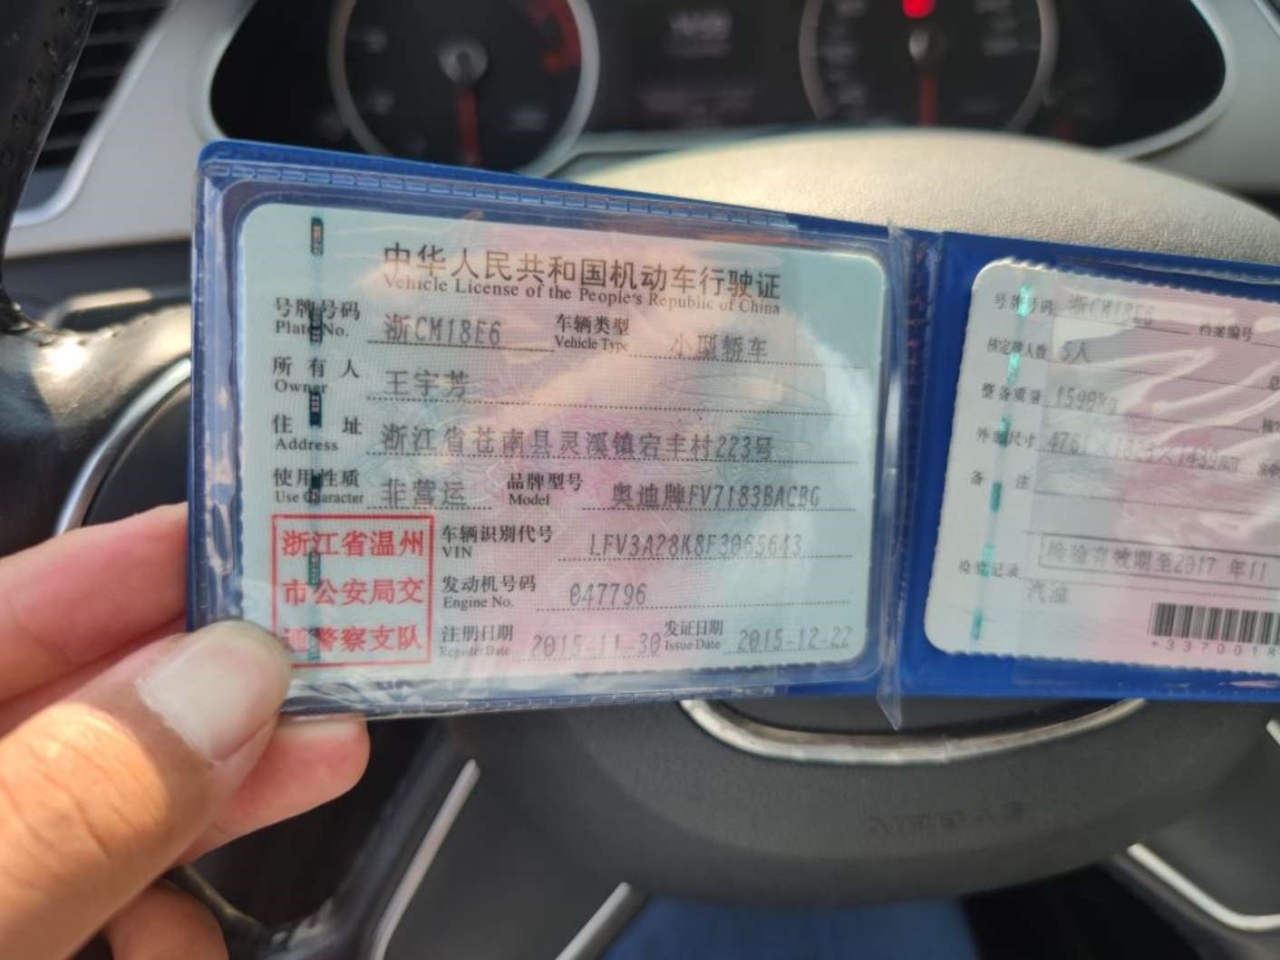 中华人民共和国机动车行驶证
Vehicle License of the People's Republic of China
号牌号码 浙CM18E6 车辆类型 小型轿车
Plate No. Vehicle Type
所有人 王宇芳
Owner
住址 浙江省苍南县灵溪镇宕丰村223号
Address
使用性质 非营运 品牌型号 奥迪牌FV7183BACBG
Use Character Model
浙江省温州
市公安局交
通警察支队
车辆识别代号 LFV3A28K8F3065643
VIN
发动机号码 047796
Engine No.
注册日期 2015-11-30 发证日期 2015-12-22
Register Date Issue Date
号牌号码 浙CM18E6 档案编号
核定载人数 5人
整备质量 1590kg
外廓尺寸
备注
检验记录 检验有效期至2017年11
汽油
*3370018